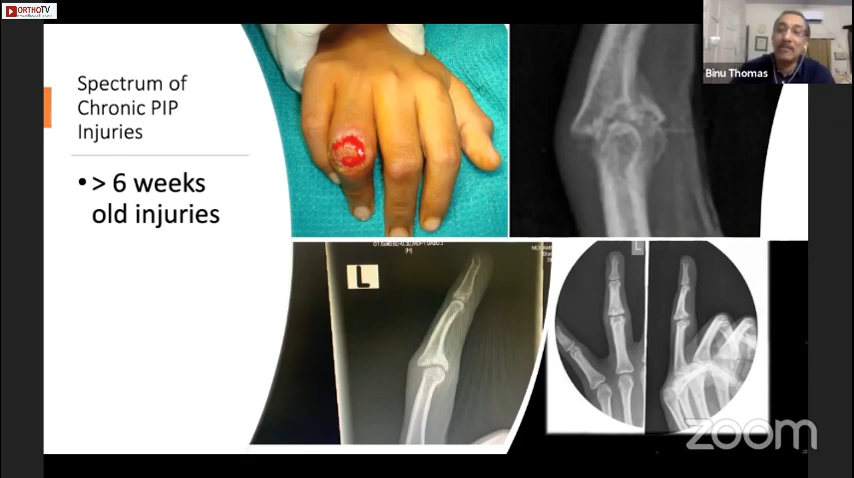 ORTHOTV
Binu Thomas
Spectrum of
Chronic PIP
Injuries
• > 6 weeks
old injuries
(H)
L
L
zoom